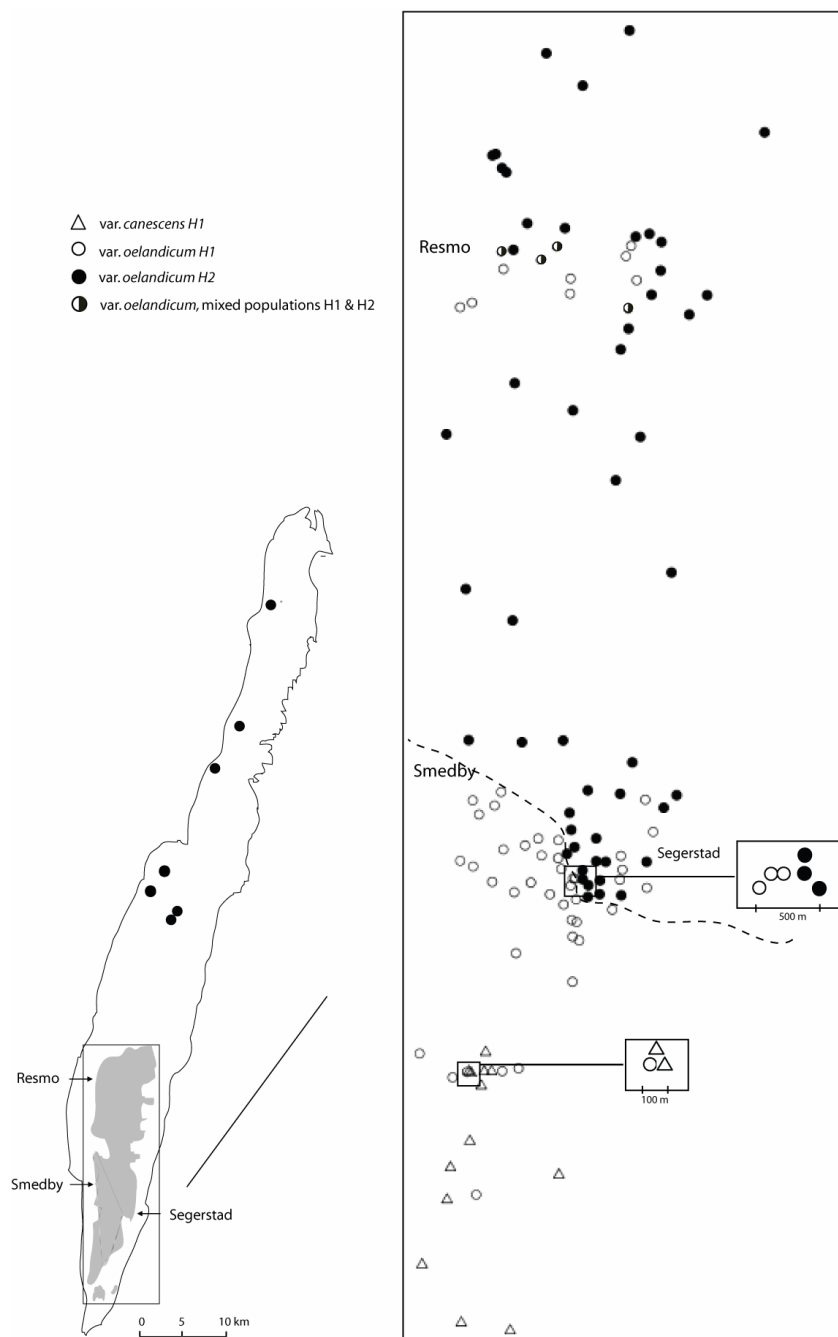 var. canescens H1
var. oelandicum H1
var. oelandicum H2
var. oelandicum, mixed populations H1 & H2
Resmo
Smedby
Segerstad
0 5 10 km
Resmo
Smedby
Segerstad
500 m
100 m